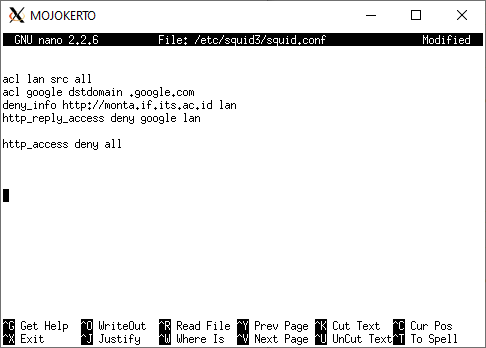 MOJOKERTO
GNU nano 2.2.6 File: /etc/squid3/squid.conf Modified
acl lan src all
acl google dstdomain .google.com
deny_info http://monta.if.its.ac.id lan
http_reply_access deny google lan
http_access deny all
^G Get Help ^O WriteOut ^R Read File ^Y Prev Page ^K Cut Text ^C Cur Pos
^X Exit ^J Justify ^W Where Is ^V Next Page ^U UnCut Text ^T To Spell